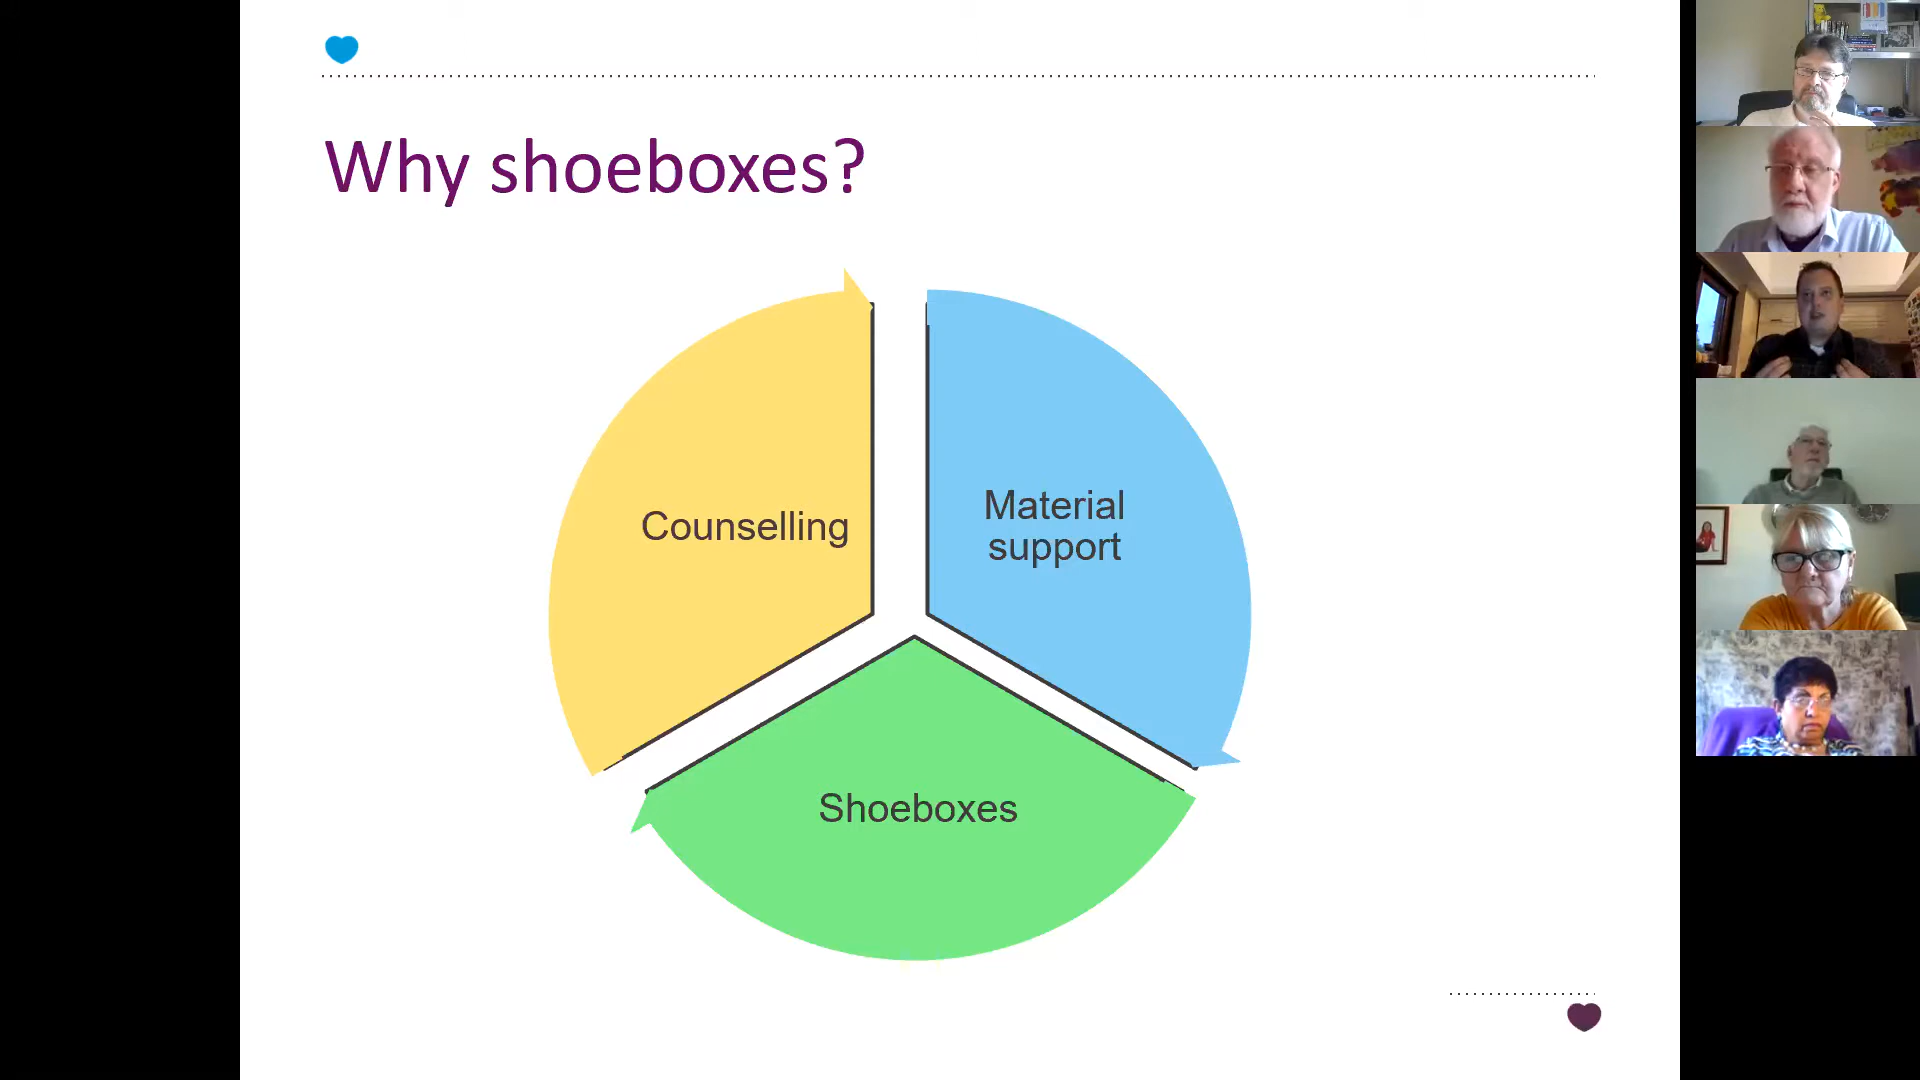 Why shoeboxes?
Counselling
Material
support
Shoeboxes